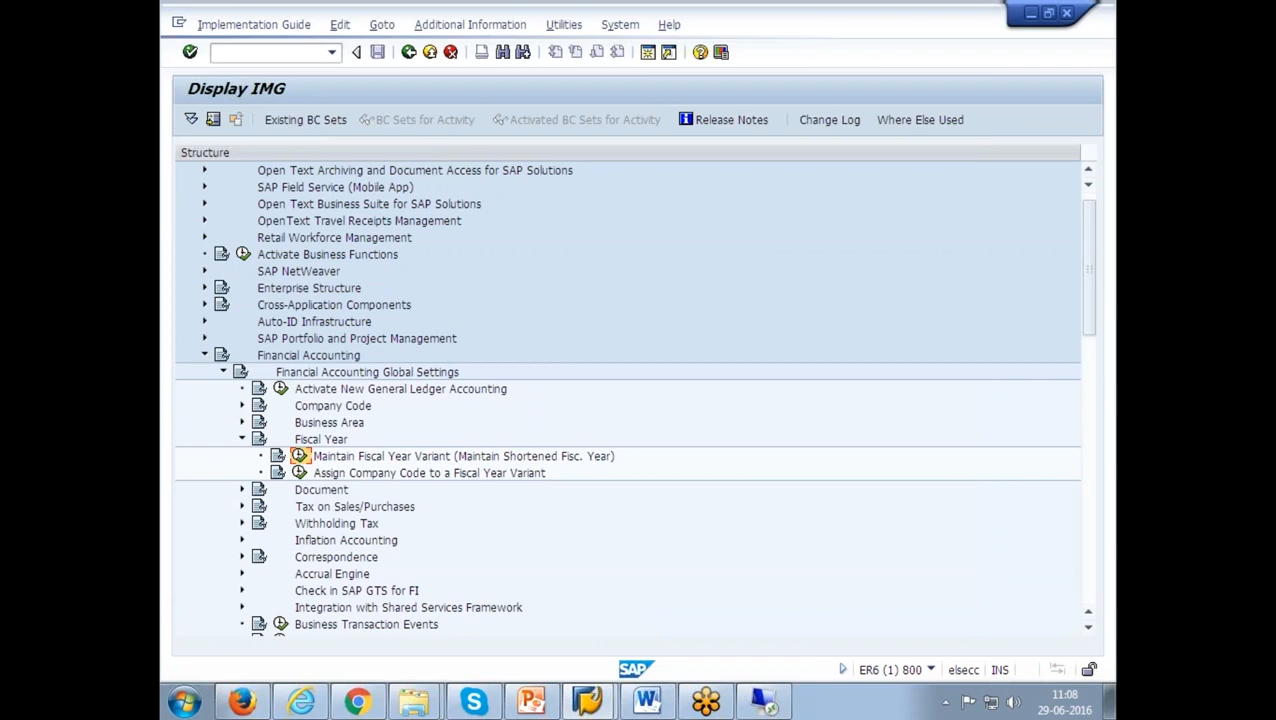 Implementation Guide Edit Goto Additional Information Utilities System Help
Display IMG
Existing BC Sets BC Sets for Activity Activated BC Sets for Activity Release Notes Change Log Where Else Used
Structure
Open Text Archiving and Document Access for SAP Solutions
SAP Field Service (Mobile App)
Open Text Business Suite for SAP Solutions
OpenText Travel Receipts Management
Retail Workforce Management
Activate Business Functions
SAP NetWeaver
Enterprise Structure
Cross-Application Components
Auto-ID Infrastructure
SAP Portfolio and Project Management
Financial Accounting
Financial Accounting Global Settings
Activate New General Ledger Accounting
Company Code
Business Area
Fiscal Year
Maintain Fiscal Year Variant (Maintain Shortened Fisc. Year)
Assign Company Code to a Fiscal Year Variant
Document
Tax on Sales/Purchases
Withholding Tax
Inflation Accounting
Correspondence
Accrual Engine
Check in SAP GTS for FI
Integration with Shared Services Framework
Business Transaction Events
SAP ER6 (1) 800 elsecc INS
11:08
29-06-2016